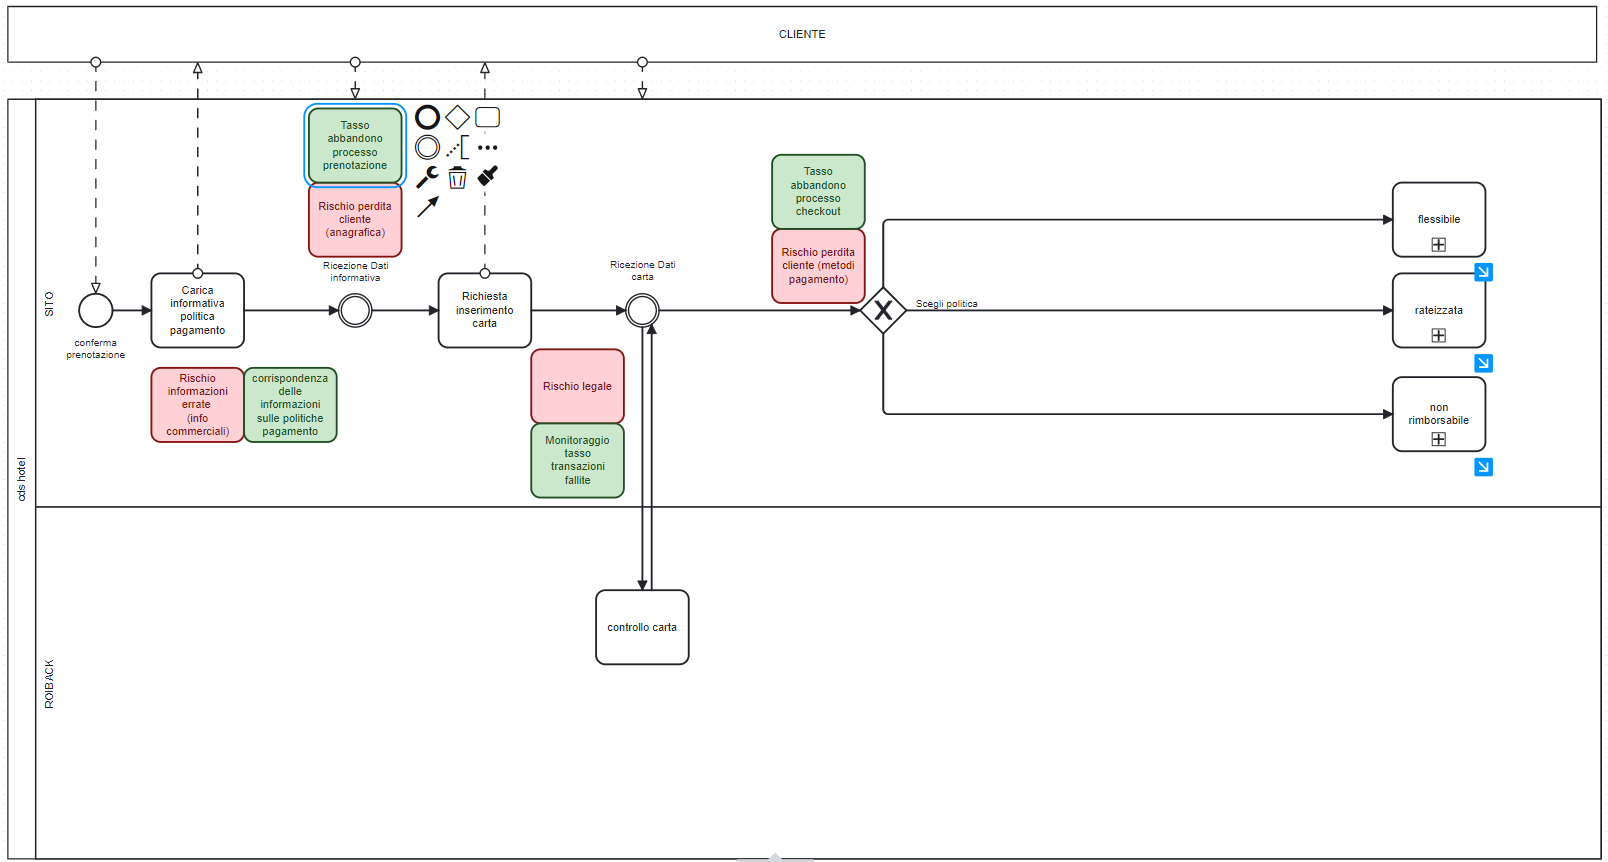 CLIENTE
cds hotel
SITO
ROIBACK
conferma
prenotazione
Carica
informativa
politica
pagamento
Rischio
informazioni
errate
(info
commerciali)
corrispondenza
delle
informazioni
sulle politiche
pagamento
Tasso
abbandono
processo
prenotazione
Rischio perdita
cliente
(anagrafica)
Ricezione Dati
informativa
Richiesta
inserimento
carta
Ricezione Dati
carta
Rischio legale
Monitoraggio
tasso
transazioni
fallite
controllo carta
Tasso
abbandono
processo
checkout
Rischio perdita
cliente (metodi
pagamento)
Scegli politica
flessibile
rateizzata
non
rimborsabile